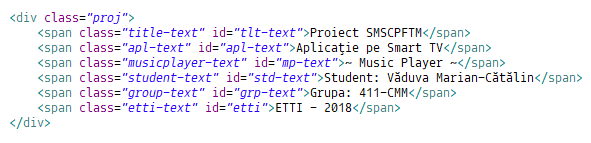 <div class="proj">
<span class="title-text" id="tlt-text">Proiect SMSCPFTM</span>
<span class="apl-text" id="apl-text">Aplicație pe Smart TV</span>
<span class="musicplayer-text" id="mp-text">~ Music Player ~</span>
<span class="student-text" id="std-text">Student: Văduva Marian-Cătălin</span>
<span class="group-text" id="grp-text">Grupa: 411-CMM</span>
<span class="etti-text" id="etti">ETTI - 2018</span>
</div>